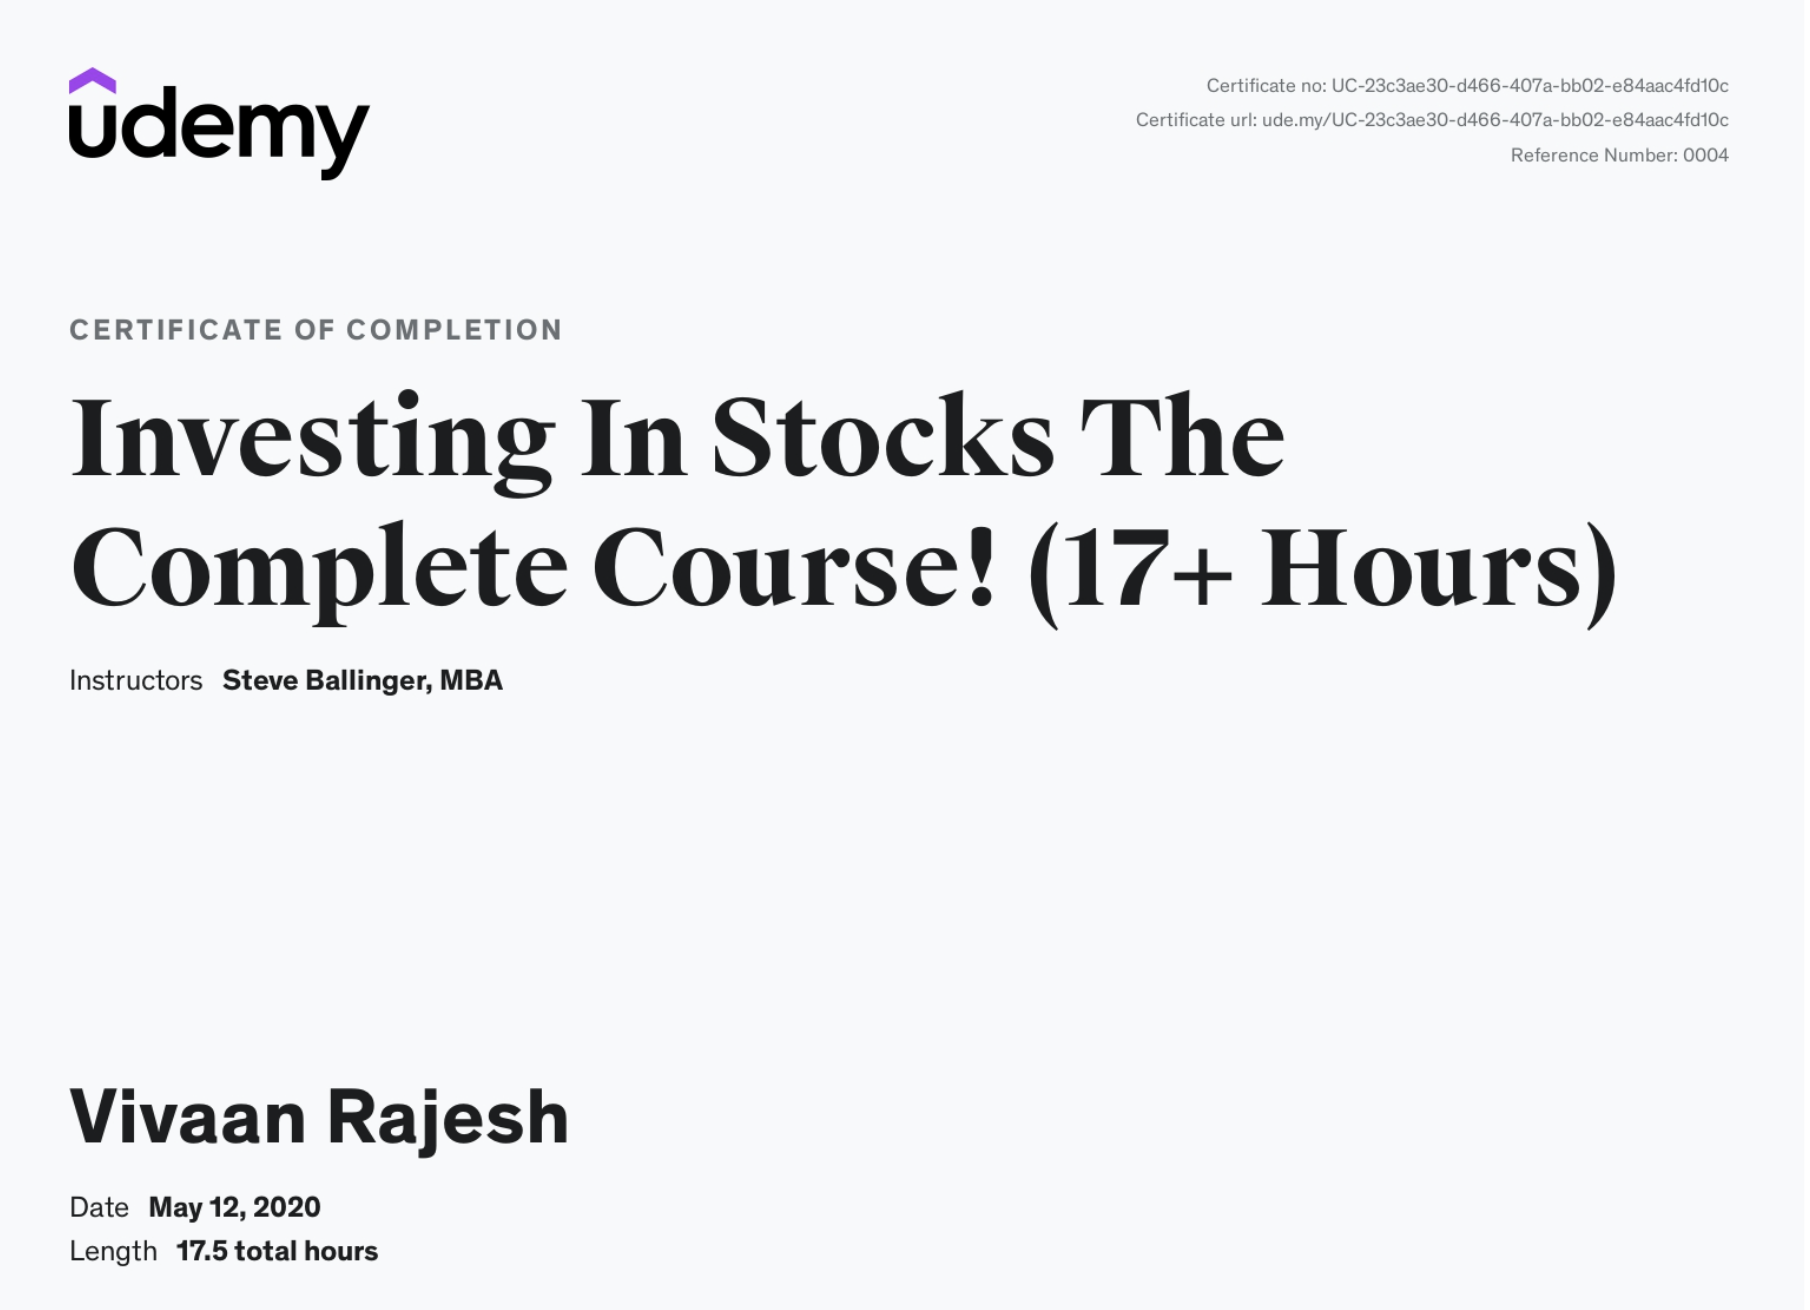 udemy
Certificate no: UC-23c3ae30-d466-407a-bb02-e84aac4fd10c
Certificate url: ude.my/UC-23c3ae30-d466-407a-bb02-e84aac4fd10c
Reference Number: 0004
CERTIFICATE OF COMPLETION
Investing In Stocks The
Complete Course! (17+ Hours)
Instructors Steve Ballinger, MBA
Vivaan Rajesh
Date May 12, 2020
Length 17.5 total hours